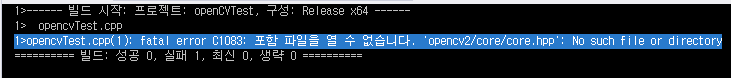 1>------ 빌드 시작: 프로젝트: openCVTest, 구성: Release x64 ------
1>  opencvTest.cpp
1>opencvTest.cpp(1): fatal error C1083: 포함 파일을 열 수 없습니다. 'opencv2/core/core.hpp': No such file or directory
========== 빌드: 성공 0, 실패 1, 최신 0, 생략 0 ==========